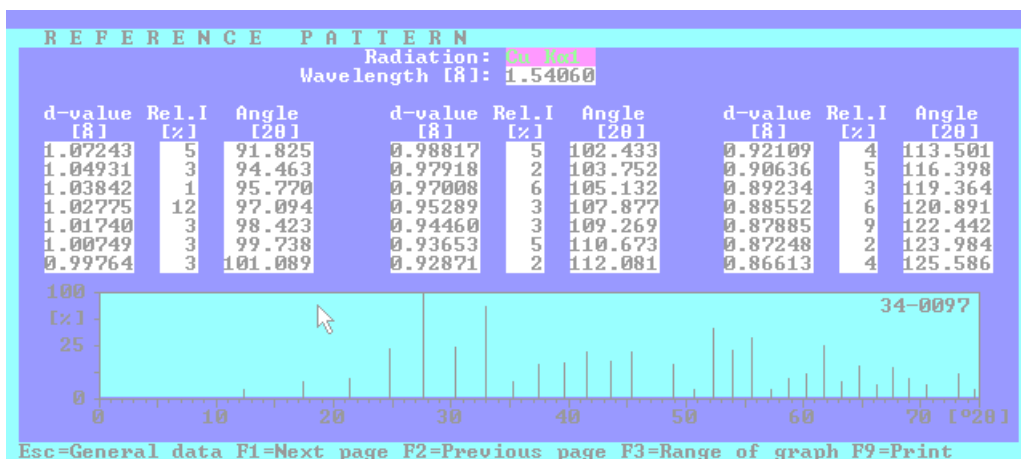 REFERENCE PATTERN
Radiation: Cu Kα1
Wavelength [Å]: 1.54060
d-value Rel.I Angle d-value Rel.I Angle d-value Rel.I Angle
[Å] [%] [2θ] [Å] [%] [2θ] [Å] [%] [2θ]
1.07243 5 91.825 0.98817 5 102.433 0.92109 4 113.501
1.04931 3 94.463 0.97918 2 103.752 0.90636 5 116.398
1.03842 1 95.770 0.97008 6 105.132 0.89234 3 119.364
1.02775 12 97.094 0.95289 3 107.877 0.88552 6 120.891
1.01740 3 98.423 0.94460 3 109.269 0.87885 9 122.442
1.00749 3 99.738 0.93653 5 110.673 0.87248 2 123.984
0.99764 3 101.089 0.92871 2 112.081 0.86613 4 125.586
100
34-0097
[%]
25
0
0 10 20 30 40 50 60 70 [°2θ]
Esc=General data F1=Next page F2=Previous page F3=Range of graph F9=Print